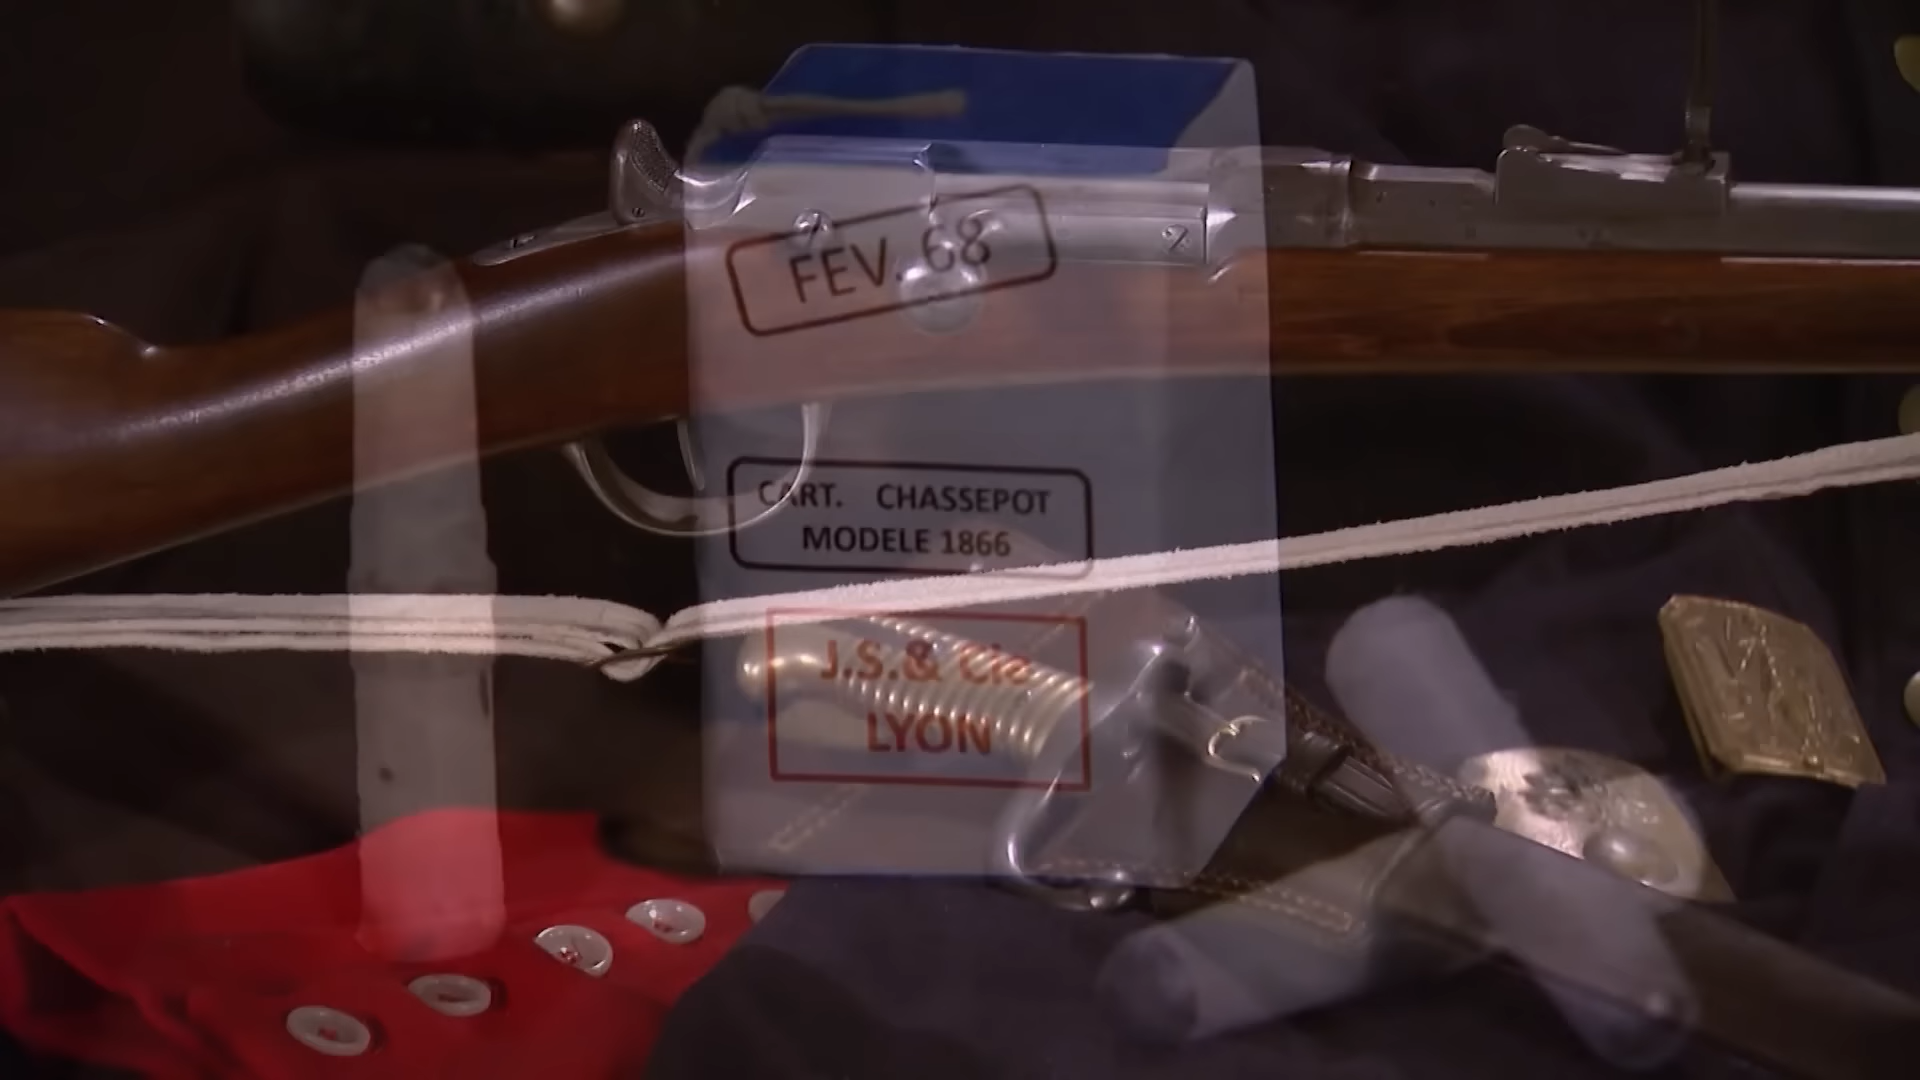 FEV. 68
CART. CHASSEPOT
MODELE 1866
J.S.& Cie
LYON